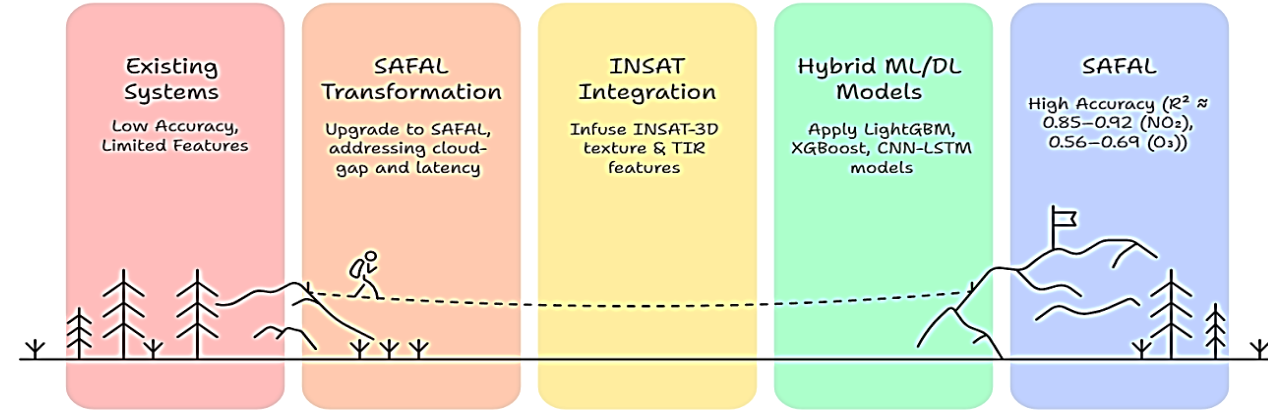 Existing
Systems
Low Accuracy,
Limited Features
SAFAL
Transformation
Upgrade to SAFAL,
addressing cloud-
gap and latency
INSAT
Integration
Infuse INSAT-3D
texture & TIR
features
Hybrid ML/DL
Models
Apply LightGBM,
XGBoost, CNN-LSTM
models
SAFAL
High Accuracy (R² ≈
0.85–0.92 (NO₂),
0.56–0.69 (O₃))